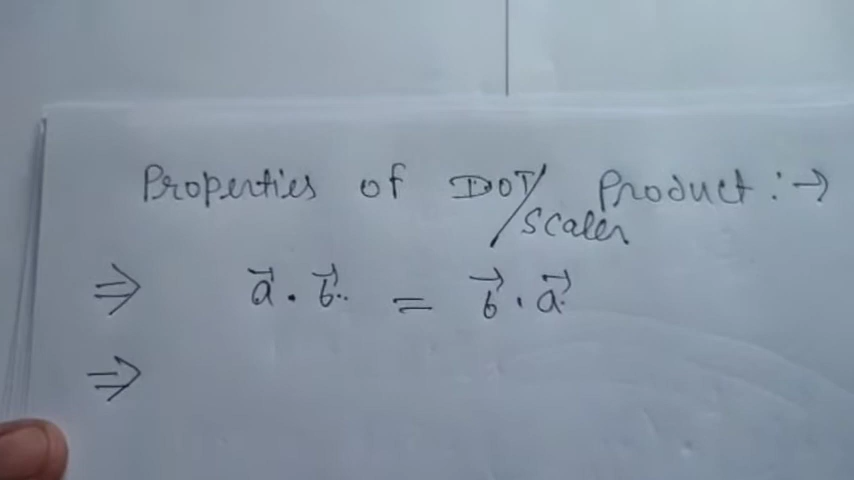 Properties of DOT/Scaler Product :→
⇒ a⃗ . b⃗ = b⃗ . a⃗
⇒